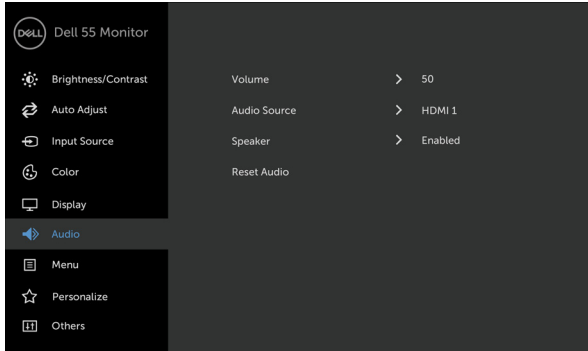 DELL Dell 55 Monitor
Brightness/Contrast
Auto Adjust
Input Source
Color
Display
Audio
Menu
Personalize
Others
Volume 50
Audio Source HDMI 1
Speaker Enabled
Reset Audio